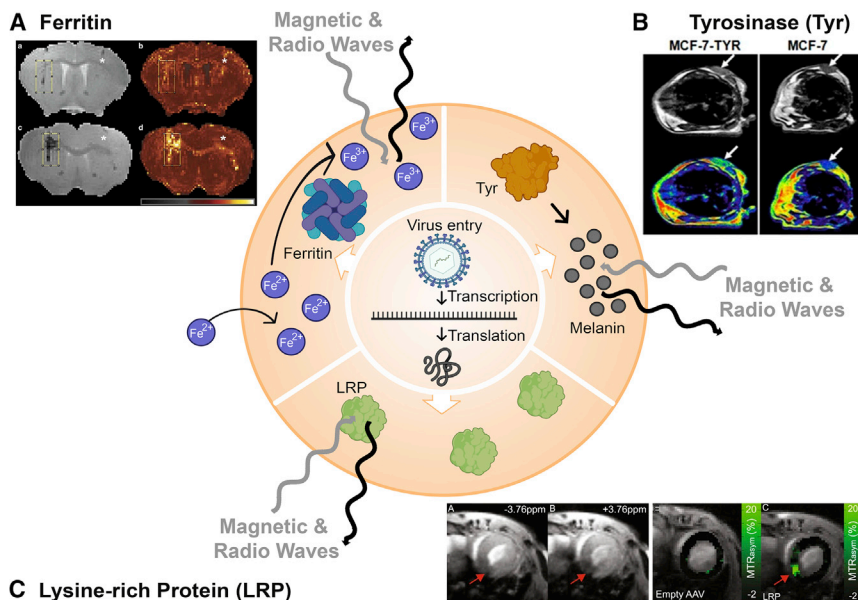 A Ferritin
Magnetic &
Radio Waves
B Tyrosinase (Tyr)
MCF-7-TYR MCF-7
a b
c d
*
*
*
*
Fe3+
Fe3+
Fe3+
Ferritin
Fe2+
Fe2+
Fe2+
Fe2+
Tyr
Melanin
Magnetic &
Radio Waves
Virus entry
Transcription
Translation
LRP
Magnetic &
Radio Waves
A -3.76ppm
B +3.76ppm
Empty AAV
20
MTRasym (%)
-2
C
LRP
20
MTRasym (%)
-2
C Lysine-rich Protein (LRP)